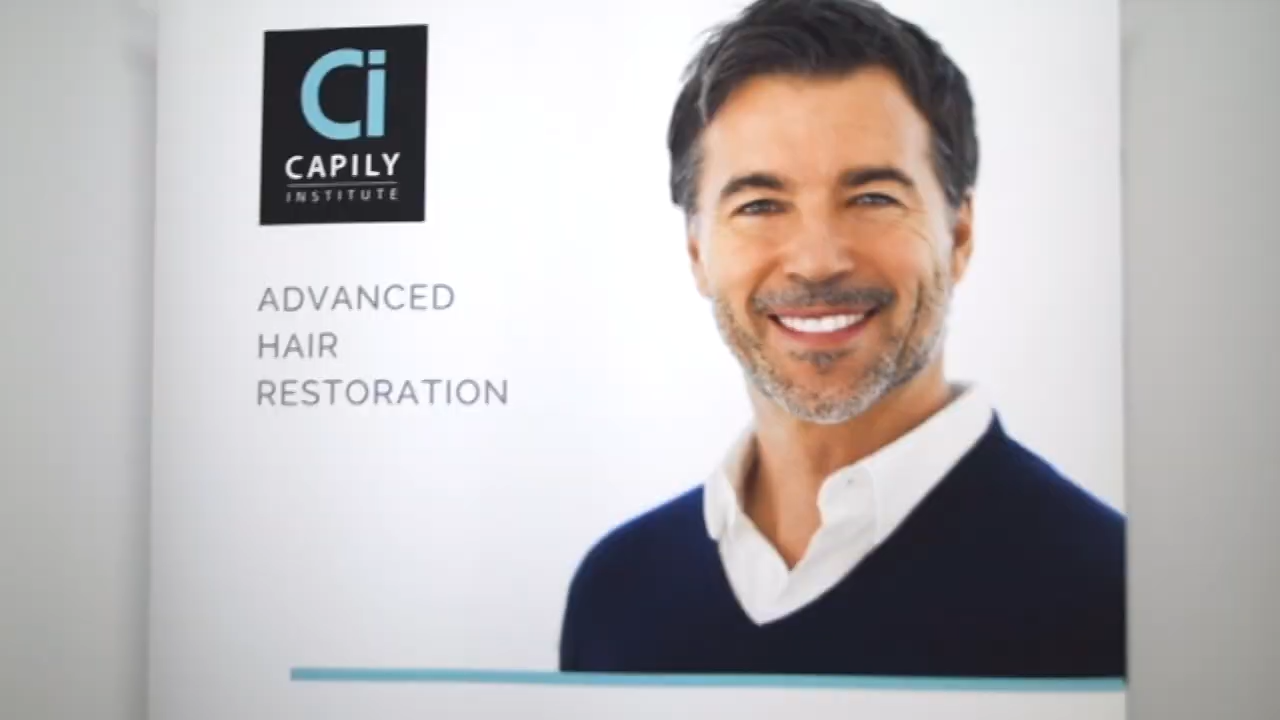 Ci
CAPILY
INSTITUTE
ADVANCED
HAIR
RESTORATION